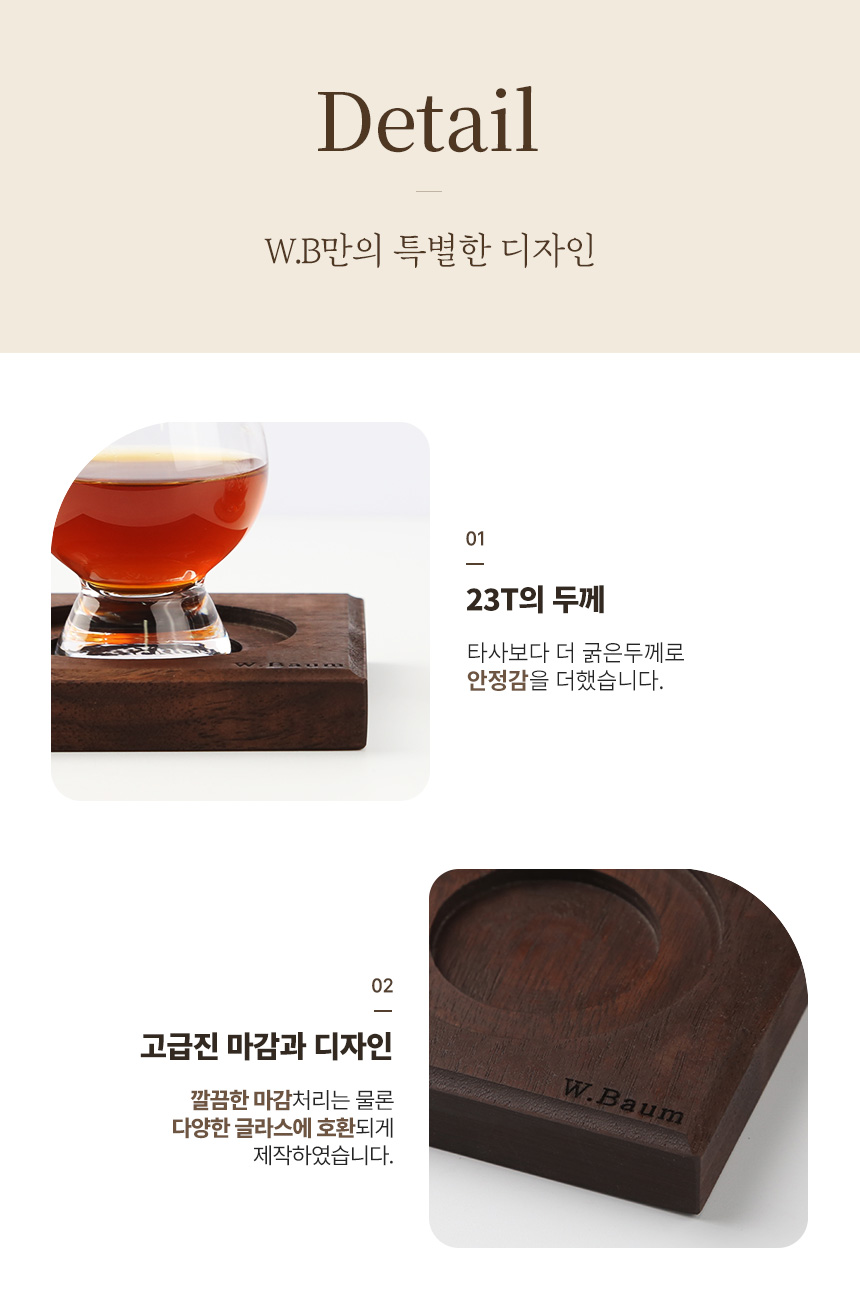 Detail
W.B만의 특별한 디자인
W.Baum
01
23T의 두께
타사보다 더 굵은두께로
안정감을 더했습니다.
02
고급진 마감과 디자인
깔끔한 마감처리는 물론
다양한 글라스에 호환되게
제작하였습니다.
W.Baum